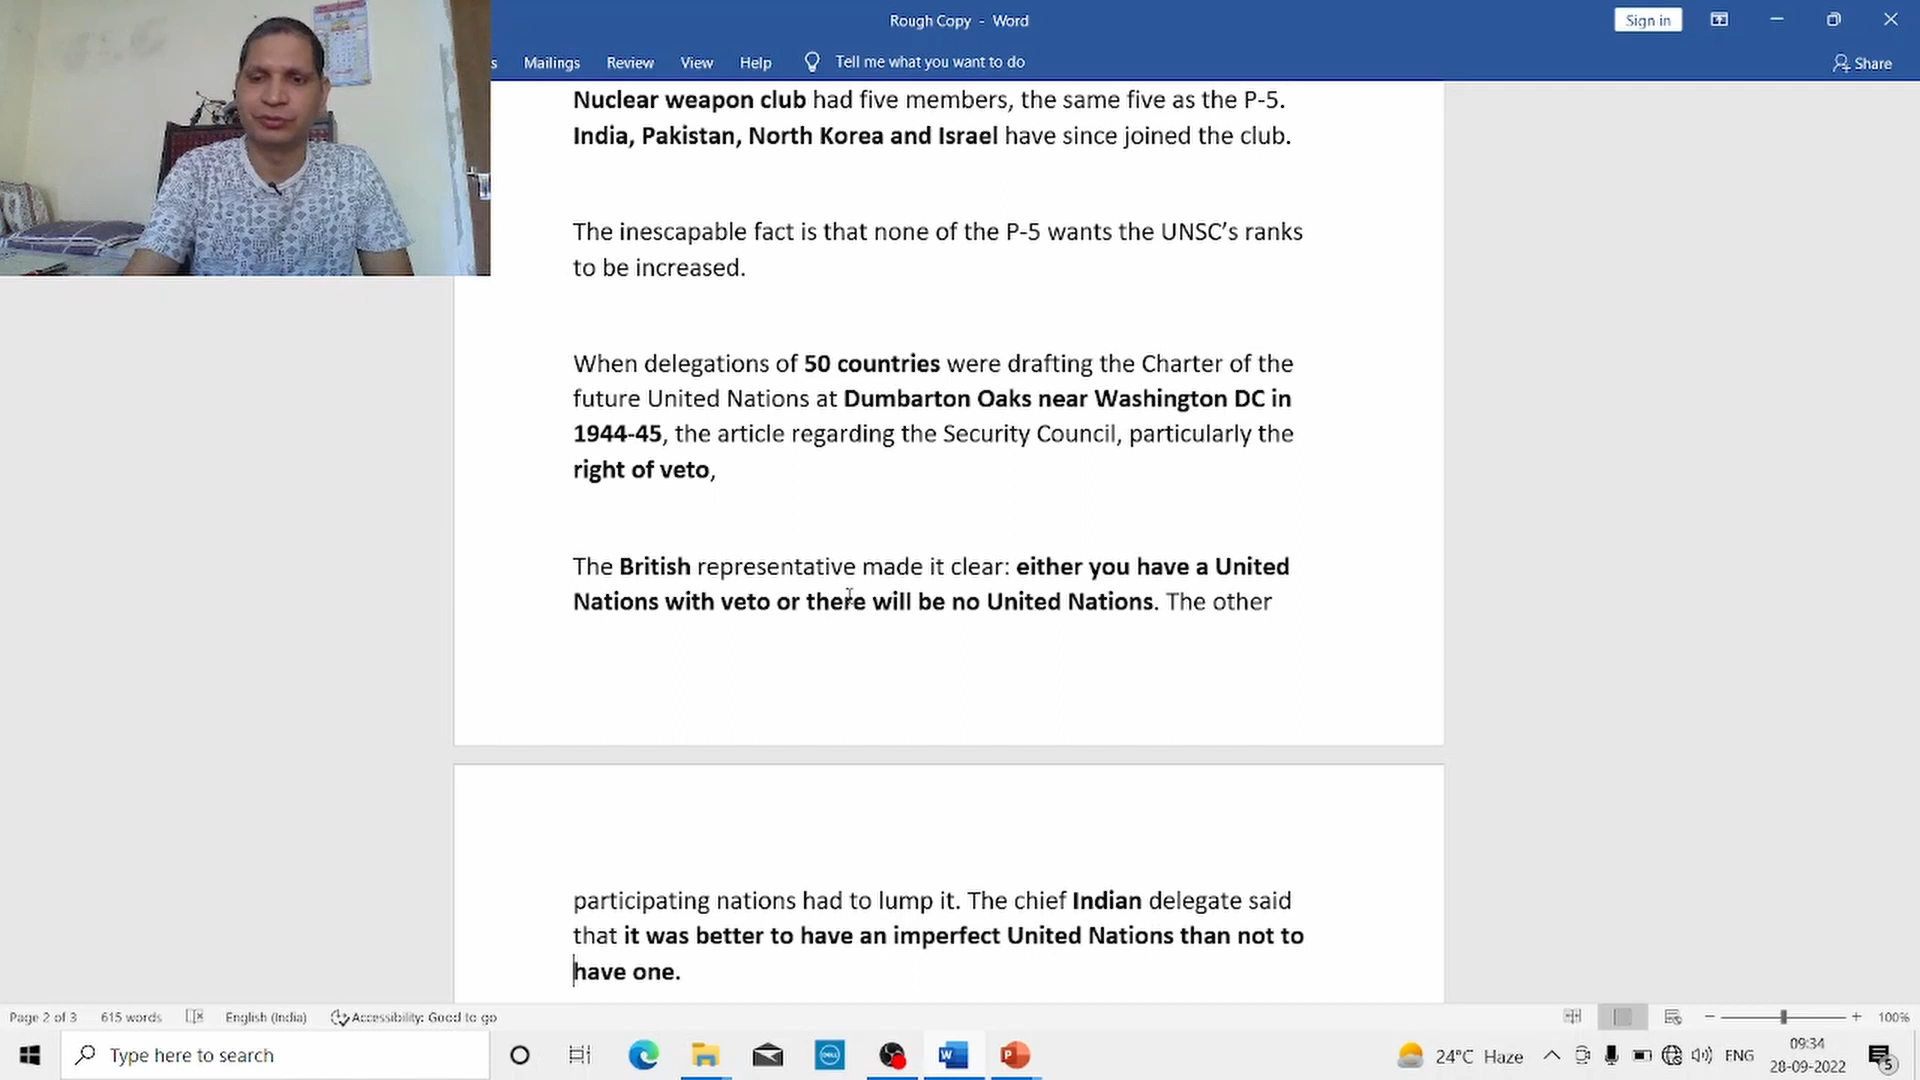 Rough Copy - Word
Sign in
Mailings Review View Help Tell me what you want to do
Share
Nuclear weapon club had five members, the same five as the P-5.
India, Pakistan, North Korea and Israel have since joined the club.
The inescapable fact is that none of the P-5 wants the UNSC’s ranks
to be increased.
When delegations of 50 countries were drafting the Charter of the
future United Nations at Dumbarton Oaks near Washington DC in
1944-45, the article regarding the Security Council, particularly the
right of veto,
The British representative made it clear: either you have a United
Nations with veto or there will be no United Nations. The other
participating nations had to lump it. The chief Indian delegate said
that it was better to have an imperfect United Nations than not to
have one.
Page 2 of 3 615 words English (India) Accessibility: Good to go 100%
Type here to search
DELL
24°C Haze
ENG
09:34
28-09-2022
5